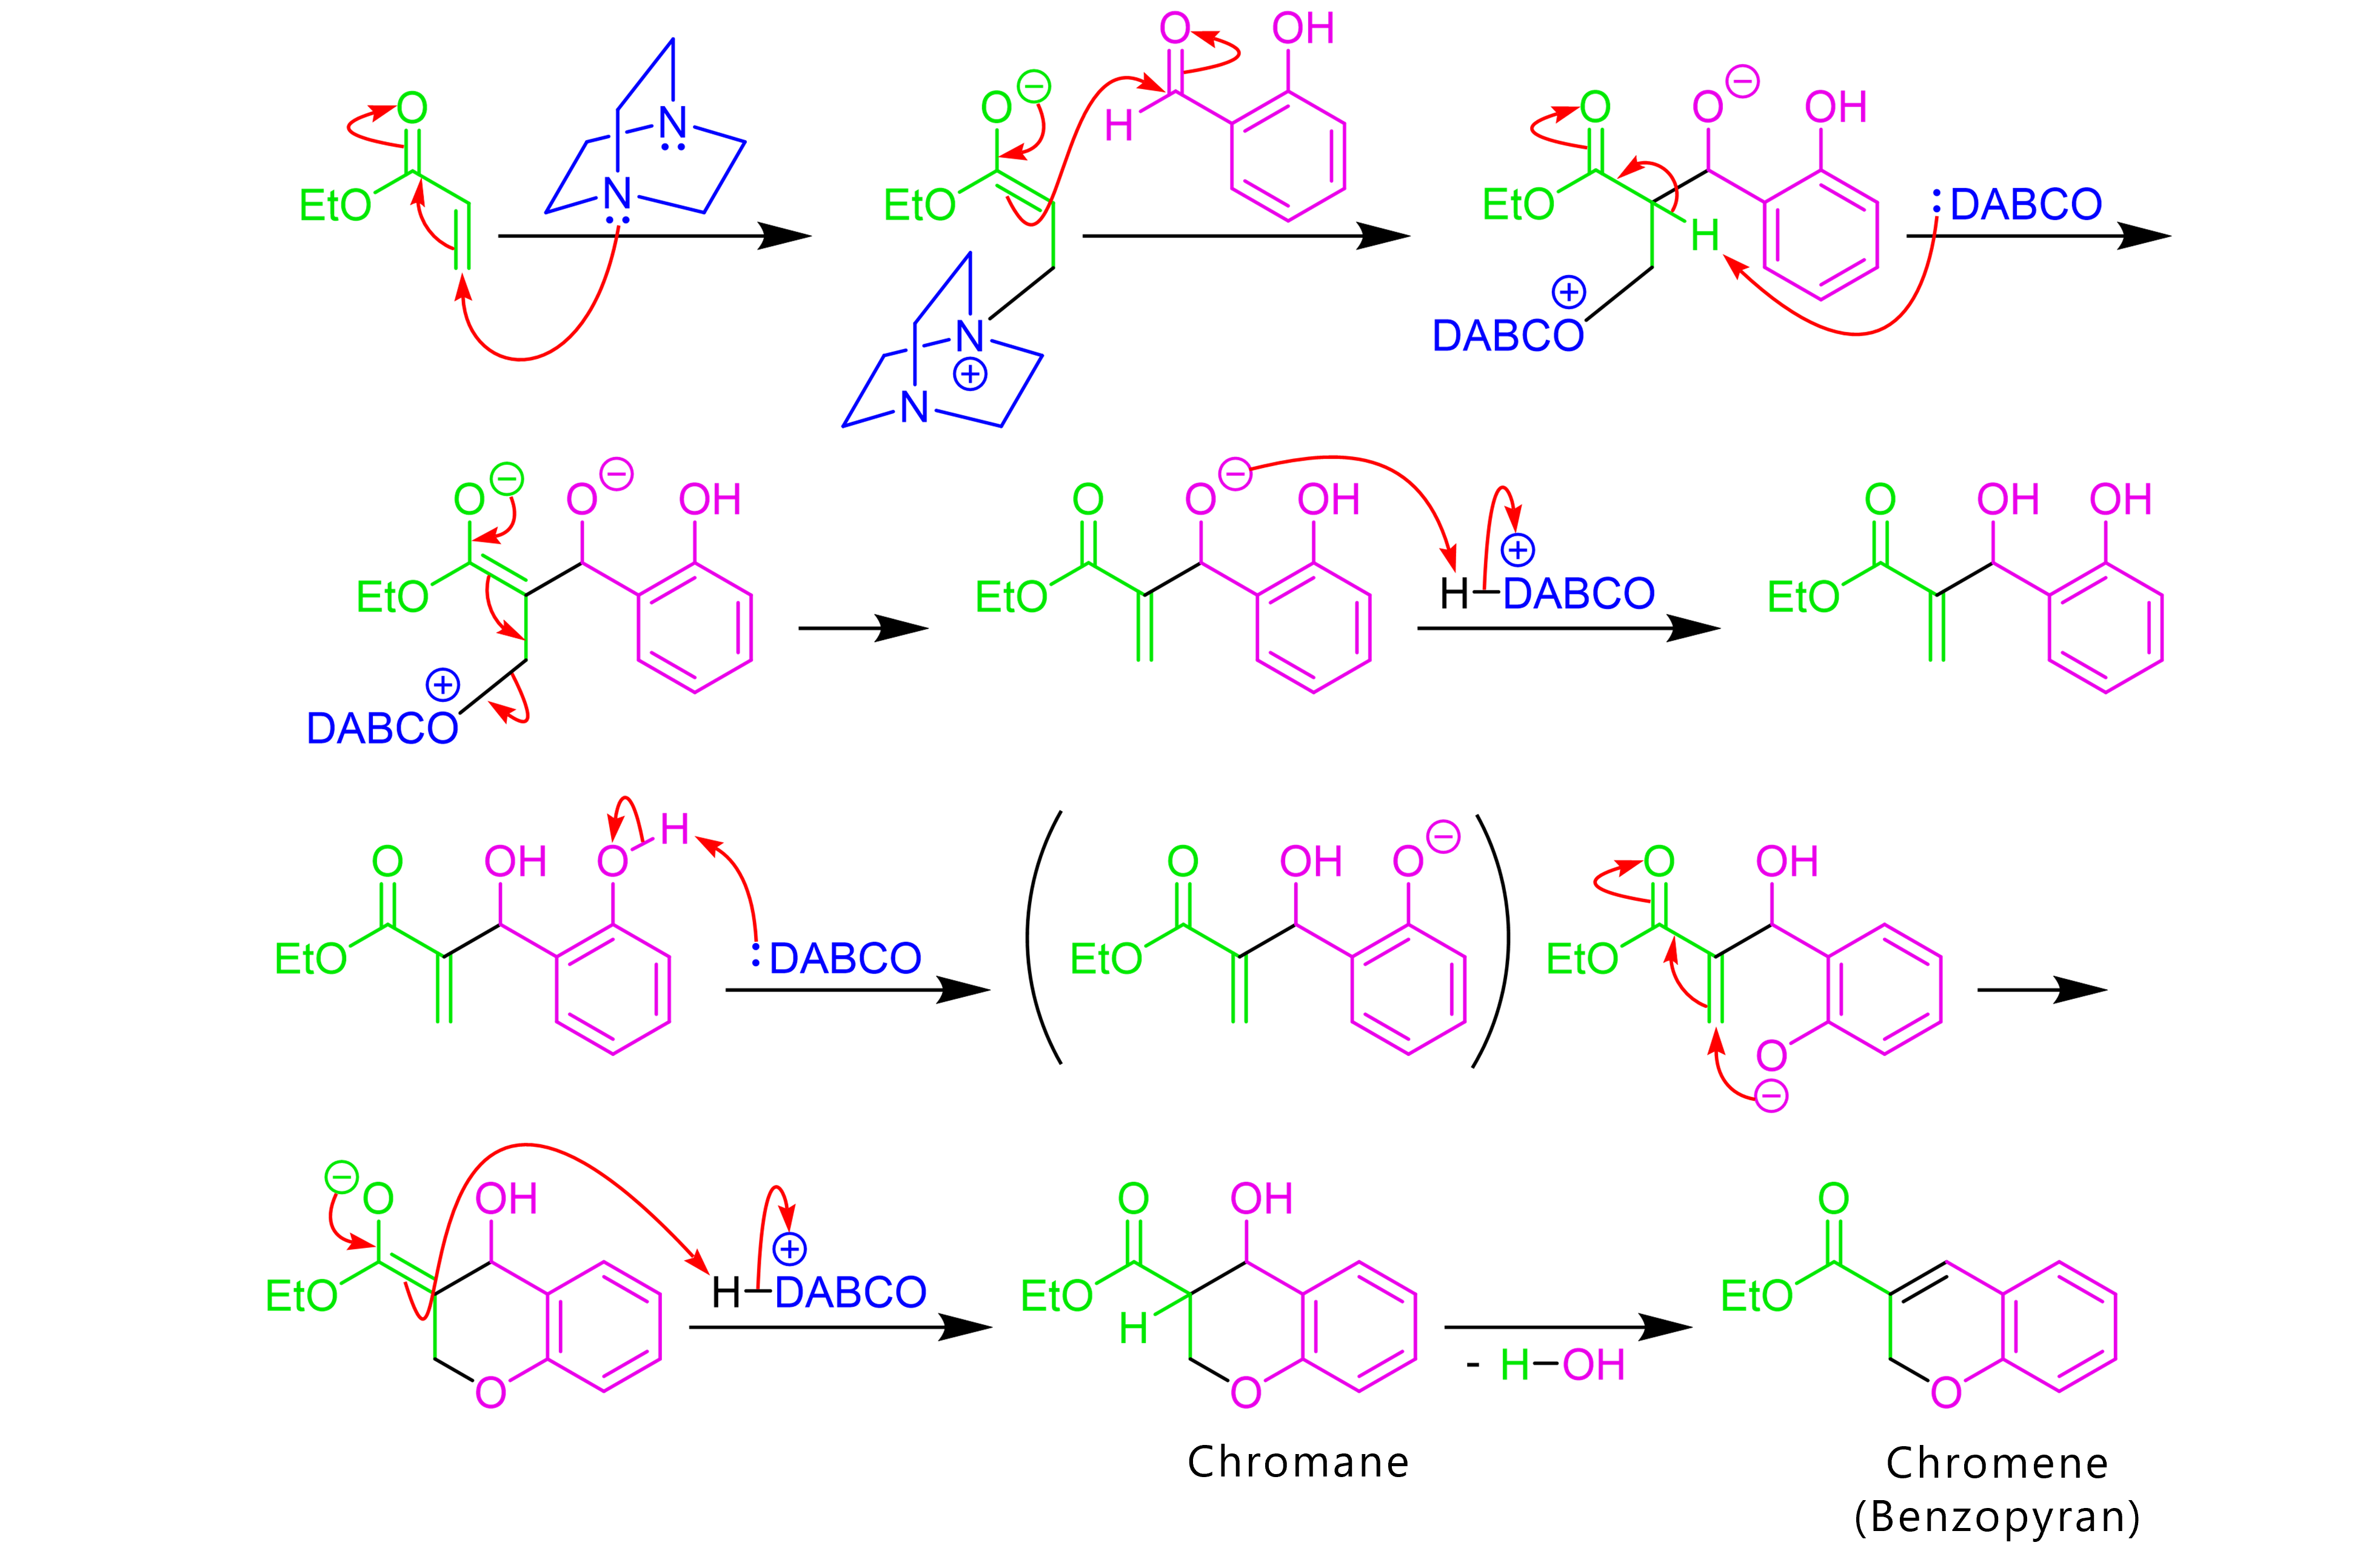 O OH
O N O H O O OH
EtO N EtO EtO H :DABCO
N
N
⊕
DABCO
O⊖ O⊖ OH O O⊖ OH ⊕ O OH OH
EtO EtO H–DABCO EtO
⊕
DABCO
O OH O H O OH O⊖ O OH
EtO :DABCO EtO EtO
O⊖
⊖O OH ⊕ O OH O
EtO H–DABCO EtO H EtO
O O - H–OH O
Chromane Chromene
(Benzopyran)